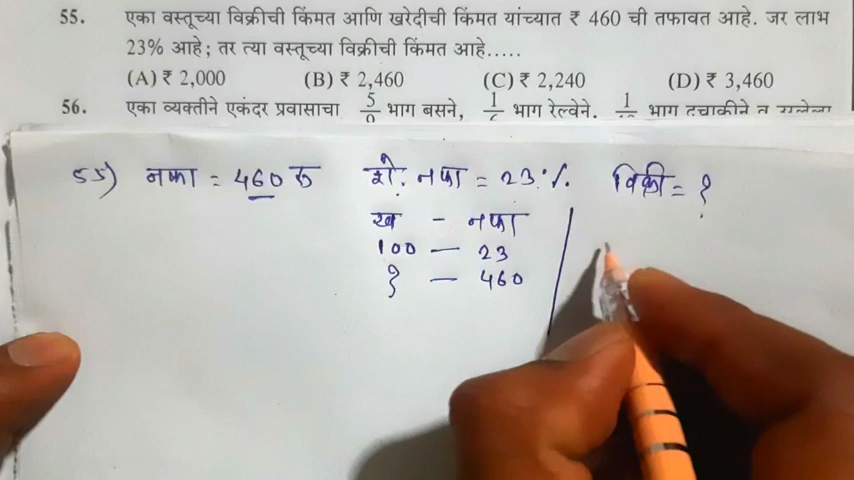 55. एका वस्तूच्या विक्रीची किंमत आणि खरेदीची किंमत यांच्यात ₹ 460 ची तफावत आहे. जर लाभ
23% आहे; तर त्या वस्तूच्या विक्रीची किंमत आहे.....
(A) ₹ 2,000 (B) ₹ 2,460 (C) ₹ 2,240 (D) ₹ 3,460
56. एका व्यक्तीने एकंदर प्रवासाचा भाग बसने, भाग रेल्वेने, भाग
55) नफा = 460 रु शे. नफा = 23% विक्री = ?
ख - नफा
100 — 23
? — 460